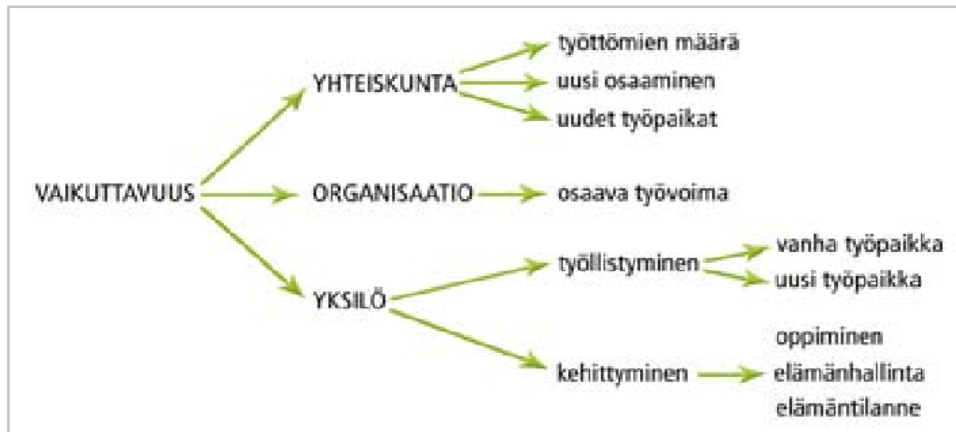 VAIKUTTAVUUS
YHTEISKUNTA
työttömien määrä
uusi osaaminen
uudet työpaikat
ORGANISAATIO
osaava työvoima
YKSILÖ
työllistyminen
vanha työpaikka
uusi työpaikka
kehittyminen
oppiminen
elämänhallinta
elämäntilanne